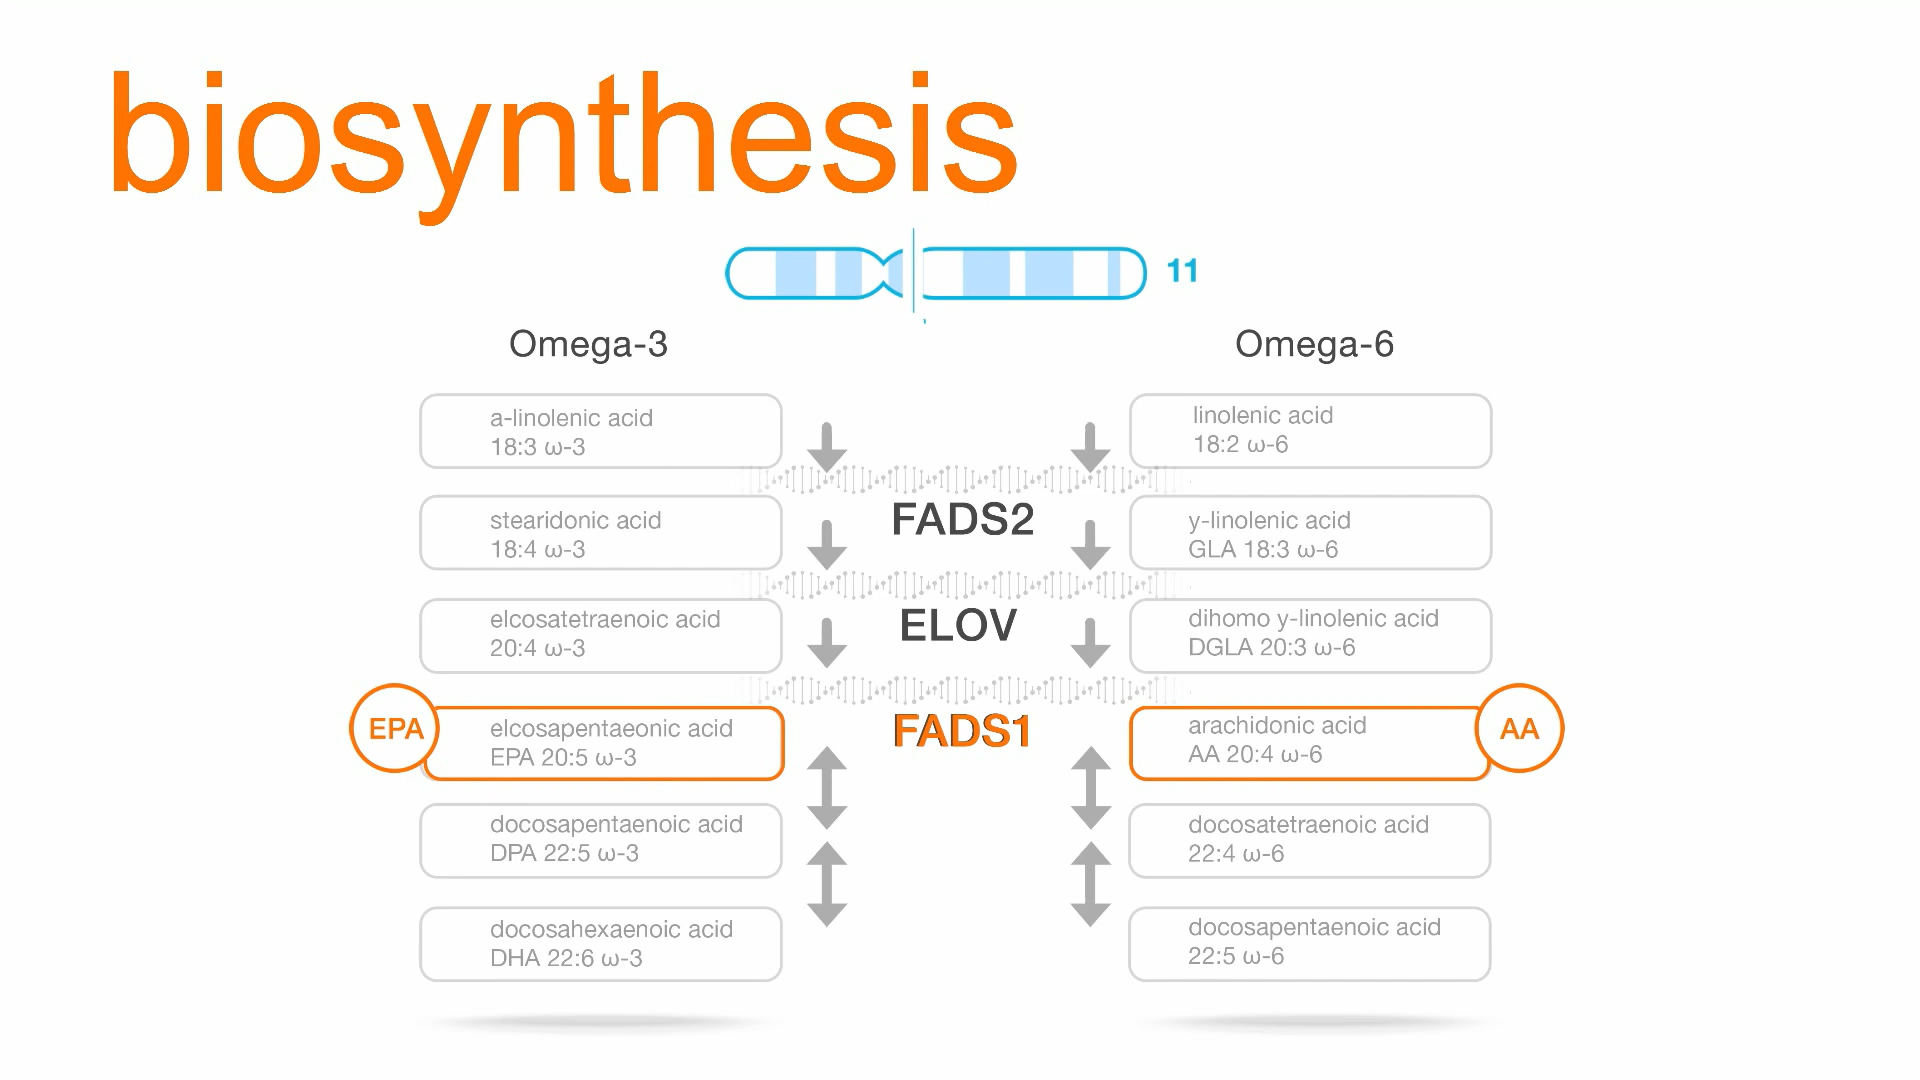 biosynthesis
11
Omega-3
Omega-6
a-linolenic acid
18:3 ω-3
linolenic acid
18:2 ω-6
FADS2
stearidonic acid
18:4 ω-3
y-linolenic acid
GLA 18:3 ω-6
ELOV
elcosatetraenoic acid
20:4 ω-3
dihomo y-linolenic acid
DGLA 20:3 ω-6
FADS1
EPA
elcosapentaeonic acid
EPA 20:5 ω-3
arachidonic acid
AA 20:4 ω-6
AA
docosapentaenoic acid
DPA 22:5 ω-3
docosatetraenoic acid
22:4 ω-6
docosahexaenoic acid
DHA 22:6 ω-3
docosapentaenoic acid
22:5 ω-6